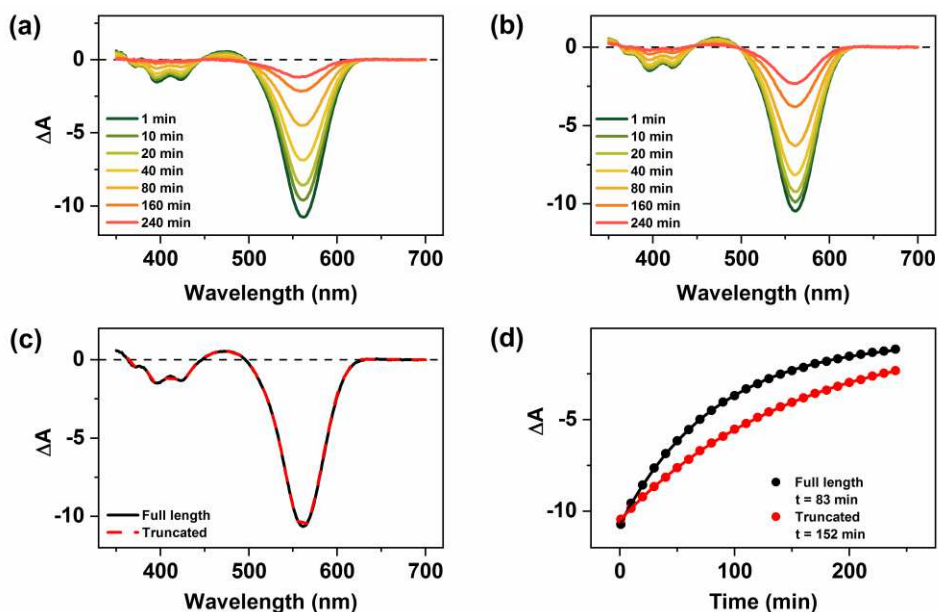 (a)
0
-5
-10
ΔA
1 min
10 min
20 min
40 min
80 min
160 min
240 min
400 500 600 700
Wavelength (nm)
(b)
0
-5
-10
ΔA
1 min
10 min
20 min
40 min
80 min
160 min
240 min
400 500 600 700
Wavelength (nm)
(c)
0
-5
-10
ΔA
Full length
Truncated
400 500 600 700
Wavelength (nm)
(d)
-5
-10
ΔA
Full length
t = 83 min
Truncated
t = 152 min
0 100 200
Time (min)